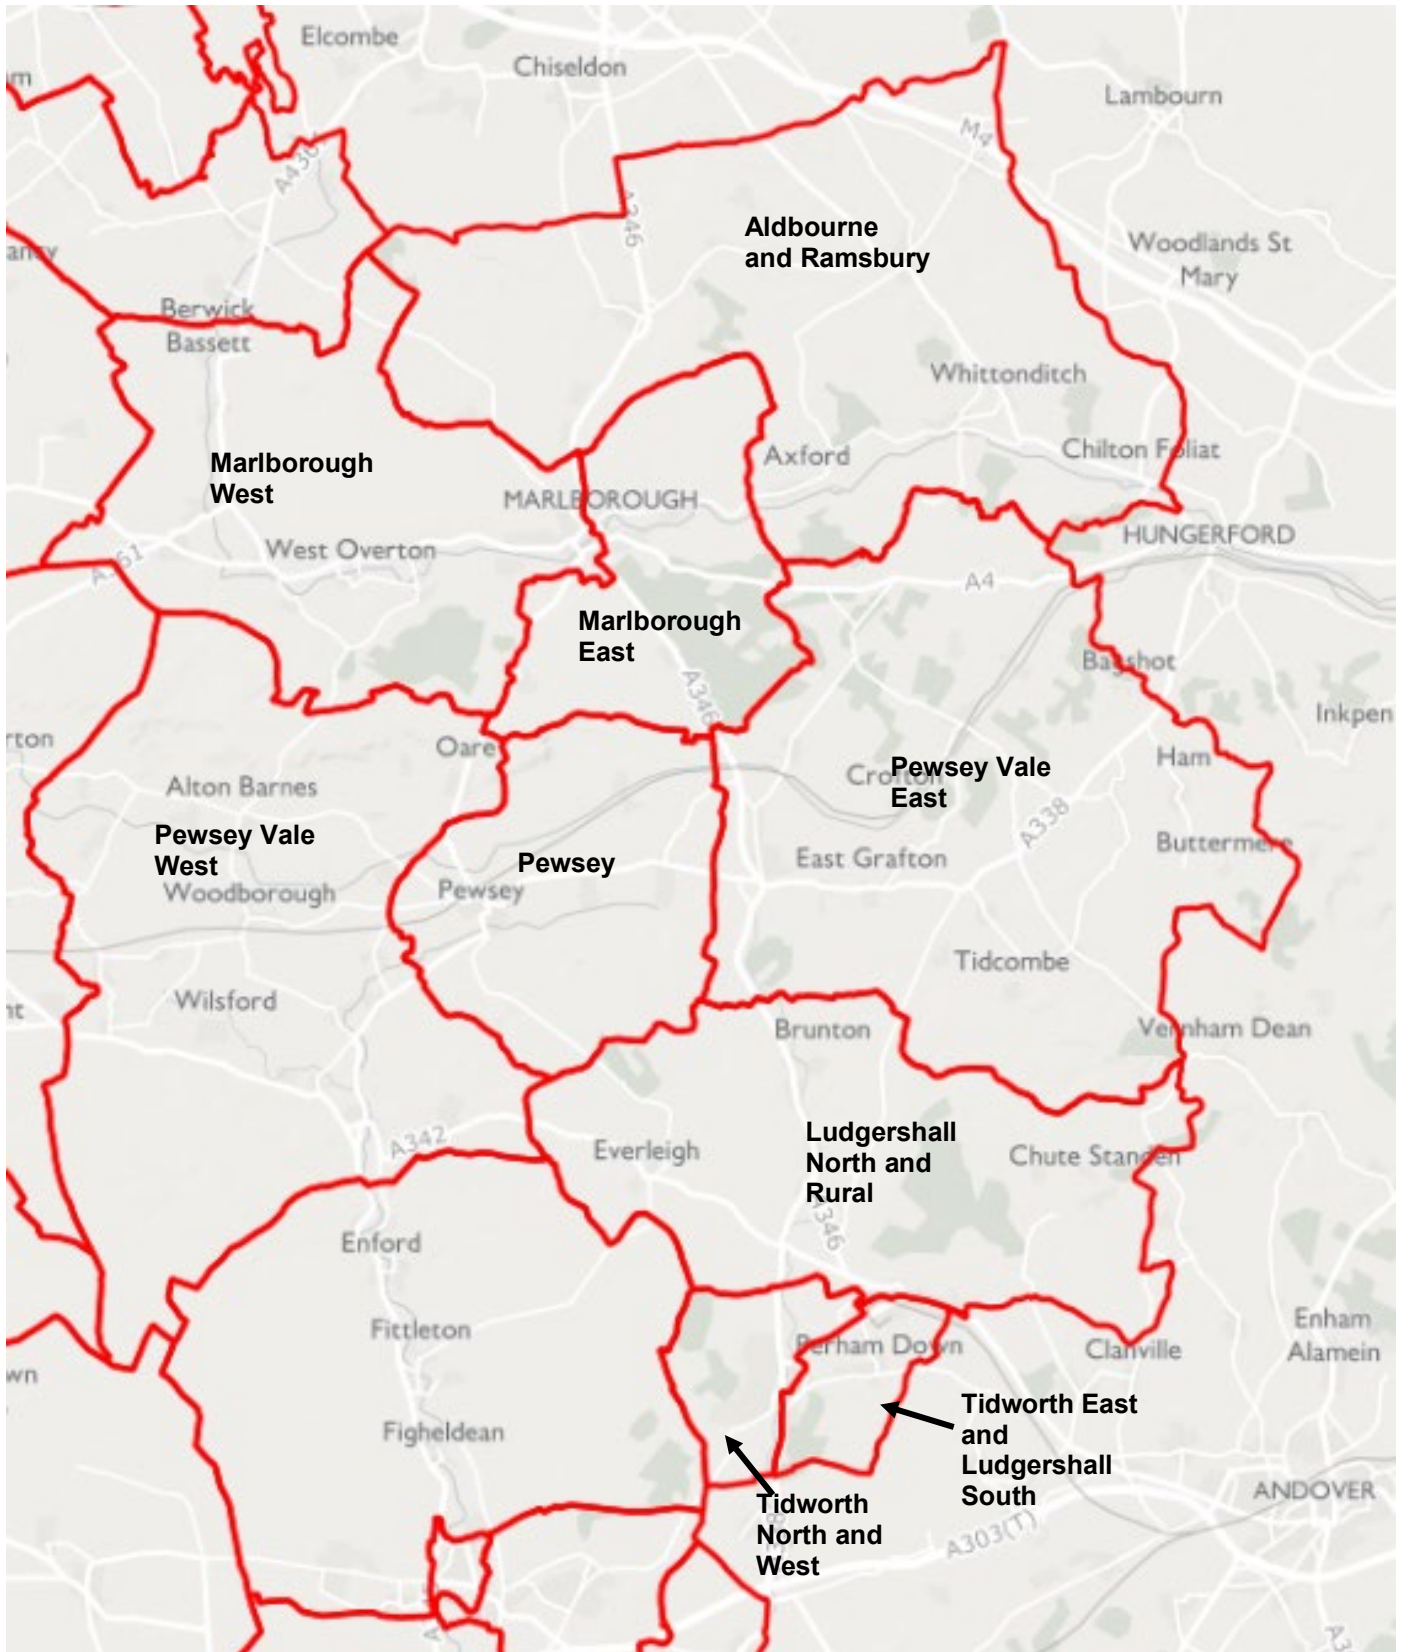 Elcombe
Chiseldon
Lambourn
M4
A346
Aldbourne
and Ramsbury
Woodlands St
Mary
Berwick
Bassett
Whittonditch
Marlborough
West
Axford
Chilton Foliat
MARLBOROUGH
West Overton
HUNGERFORD
A4
Marlborough
East
Bagshot
A346
Inkpen
Oare
Ham
Alton Barnes
Crofton
Pewsey Vale
East
A338
Pewsey Vale
West
Buttermere
Pewsey
East Grafton
Woodborough
Pewsey
Tidcombe
Wilsford
Brunton
Vernham Dean
A342
Everleigh
Ludgershall
North and
Rural
Chute Standen
A346
Enford
Fittleton
Perham Down
Clanville
Enham
Alamein
Figheldean
Tidworth East
and
Ludgershall
South
ANDOVER
Tidworth
North and
West
A303(T)